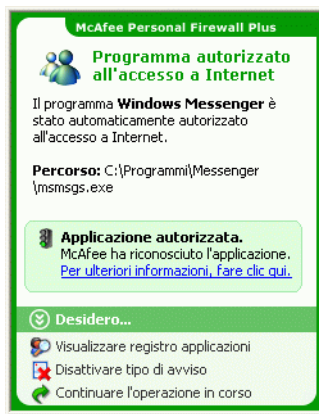 McAfee Personal Firewall Plus
Programma autorizzato
all'accesso a Internet
Il programma Windows Messenger è
stato automaticamente autorizzato
all'accesso a Internet.
Percorso: C:\Programmi\Messenger
\msmsgs.exe
Applicazione autorizzata.
McAfee ha riconosciuto l'applicazione.
Per ulteriori informazioni, fare clic qui.
Desidero...
Visualizzare registro applicazioni
Disattivare tipo di avviso
Continuare l'operazione in corso